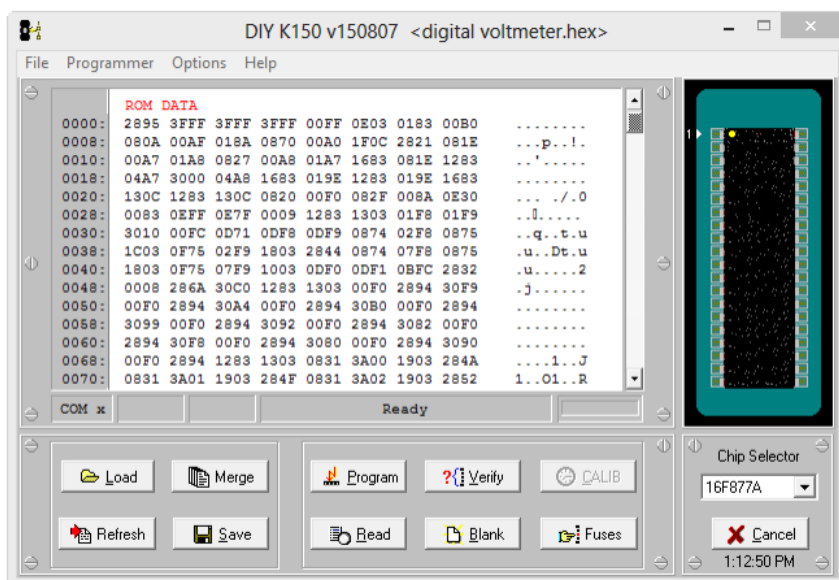 DIY K150 v150807 <digital voltmeter.hex>
File Programmer Options Help
ROM DATA
0000: 2895 3FFF 3FFF 3FFF 00FF 0E03 0183 00B0 ........
0008: 080A 00AF 018A 0870 00A0 1F0C 2821 081E ...p..!.
0010: 00A7 01A8 0827 00A8 01A7 1683 081E 1283 ..'.....
0018: 04A7 3000 04A8 1683 019E 1283 019E 1683 ........
0020: 130C 1283 130C 0820 00F0 082F 008A 0E30 ... ./.0
0028: 0083 0EFF 0E7F 0009 1283 1303 01F8 01F9
0030: 3010 00FC 0D71 0DF8 0DF9 0874 02F8 0875 ..q..t.u
0038: 1C03 0F75 02F9 1803 2844 0874 07F8 0875 .u..Dt.u
0040: 1803 0F75 07F9 1003 0DF0 0DF1 0BFC 2832 .u.....2
0048: 0008 286A 30C0 1283 1303 00F0 2894 30F9 .j......
0050: 00F0 2894 30A4 00F0 2894 30B0 00F0 2894 ........
0058: 3099 00F0 2894 3092 00F0 2894 3082 00F0 ........
0060: 2894 30F8 00F0 2894 3080 00F0 2894 3090 ........
0068: 00F0 2894 1283 1303 0831 3A00 1903 284A ....1..J
0070: 0831 3A01 1903 284F 0831 3A02 1903 2852 1..O1..R
COM x
Ready
1
Load Merge Program Verify CALIB
Refresh Save Read Blank Fuses
Chip Selector
16F877A
Cancel
1:12:50 PM